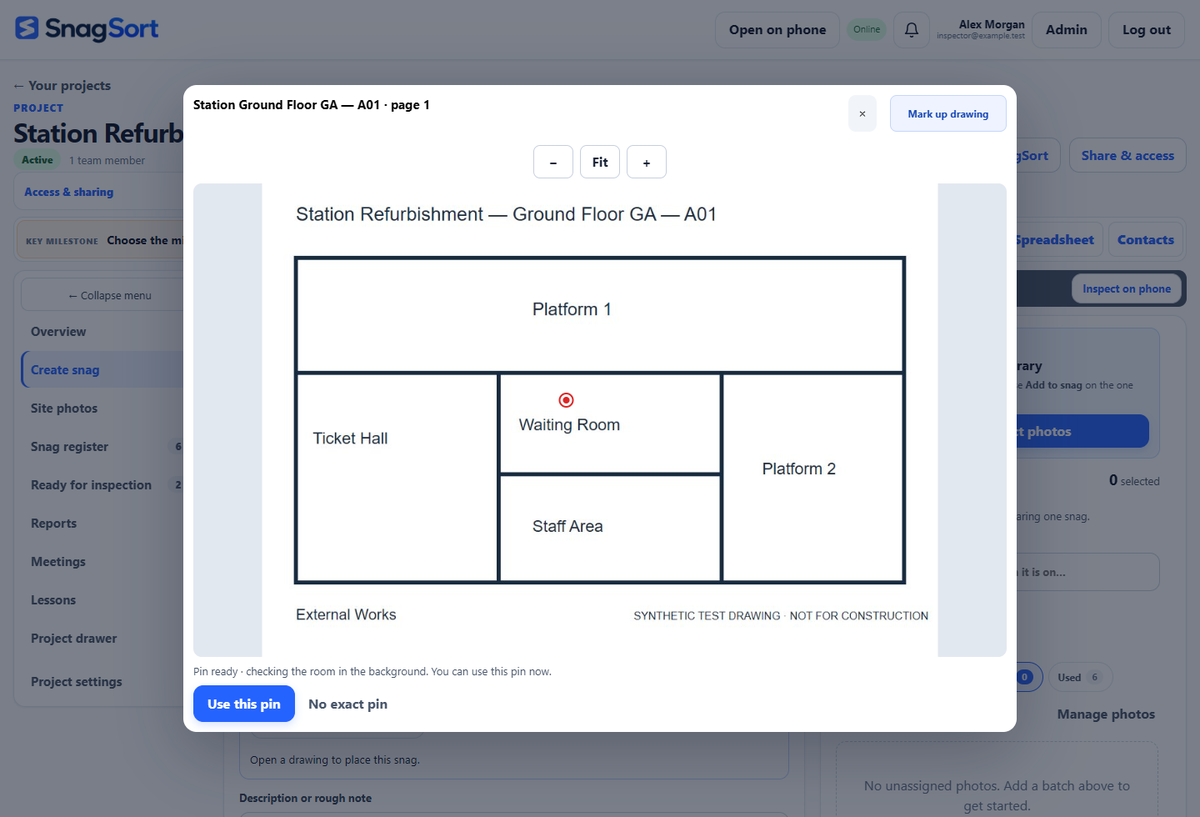 SnagSort
Open on phone
Online
Alex Morgan
inspector@example.test
Admin
Log out
← Your projects
PROJECT
Station Refurb
Active
1 team member
gSort
Share & access
Access & sharing
KEY MILESTONE
Choose the mi
Spreadsheet
Contacts
← Collapse menu
Inspect on phone
Overview
Create snag
Site photos
Snag register
6
Ready for inspection
2
Reports
Meetings
Lessons
Project drawer
Project settings
Station Ground Floor GA — A01 · page 1
×
Mark up drawing
−
Fit
+
Station Refurbishment — Ground Floor GA — A01
Platform 1
Ticket Hall
Waiting Room
Platform 2
Staff Area
External Works
SYNTHETIC TEST DRAWING · NOT FOR CONSTRUCTION
Pin ready · checking the room in the background. You can use this pin now.
Use this pin
No exact pin
Open a drawing to place this snag.
Description or rough note
rary
e Add to snag on the one
ct photos
0 selected
aring one snag.
it is on...
0
Used 6
Manage photos
No unassigned photos. Add a batch above to
get started.